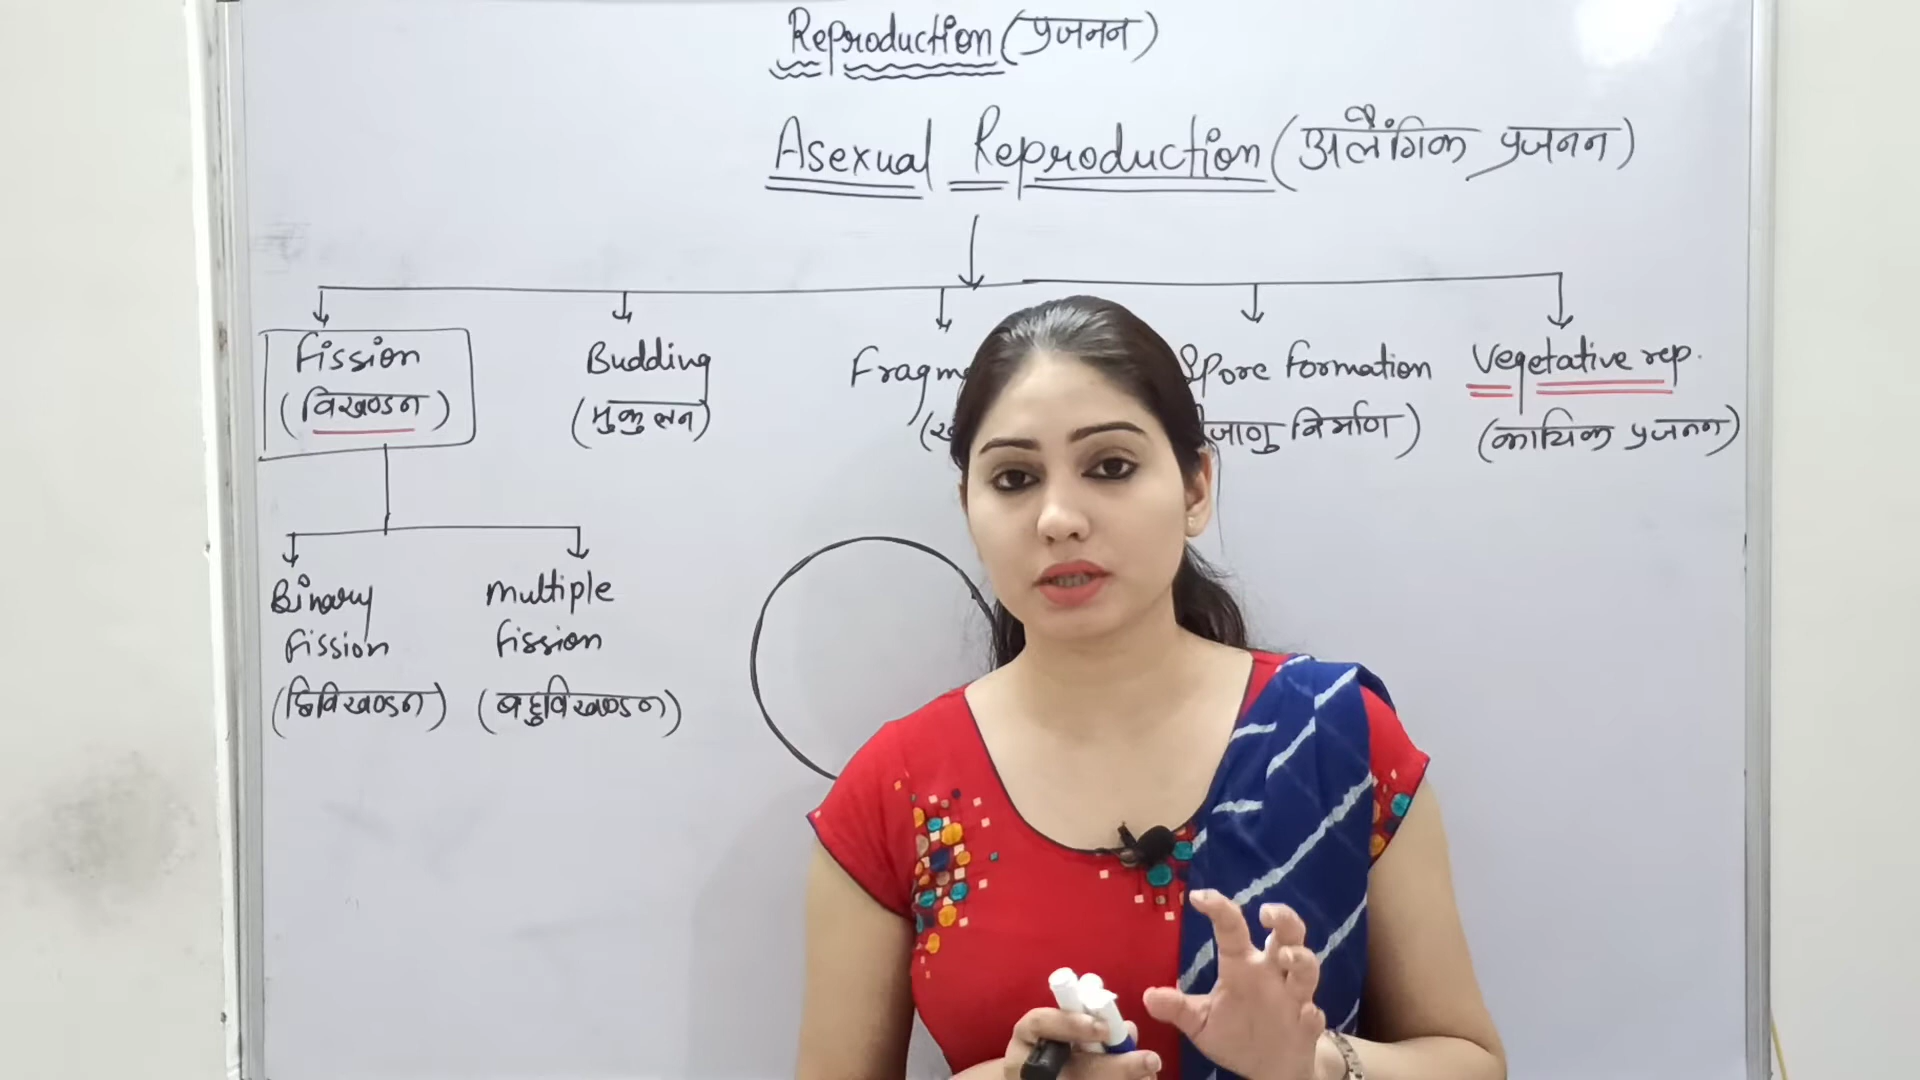 Reproduction (प्रजनन)
Asexual Reproduction (अलैंगिक प्रजनन)
Fission
(विखण्डन)
Budding
(मुकुलन)
Spore formation
निर्माण)
Vegetative rep.
(कायिक प्रजनन)
Binary
fission
(द्विविखण्डन)
multiple
fission
(बहुविखण्डन)